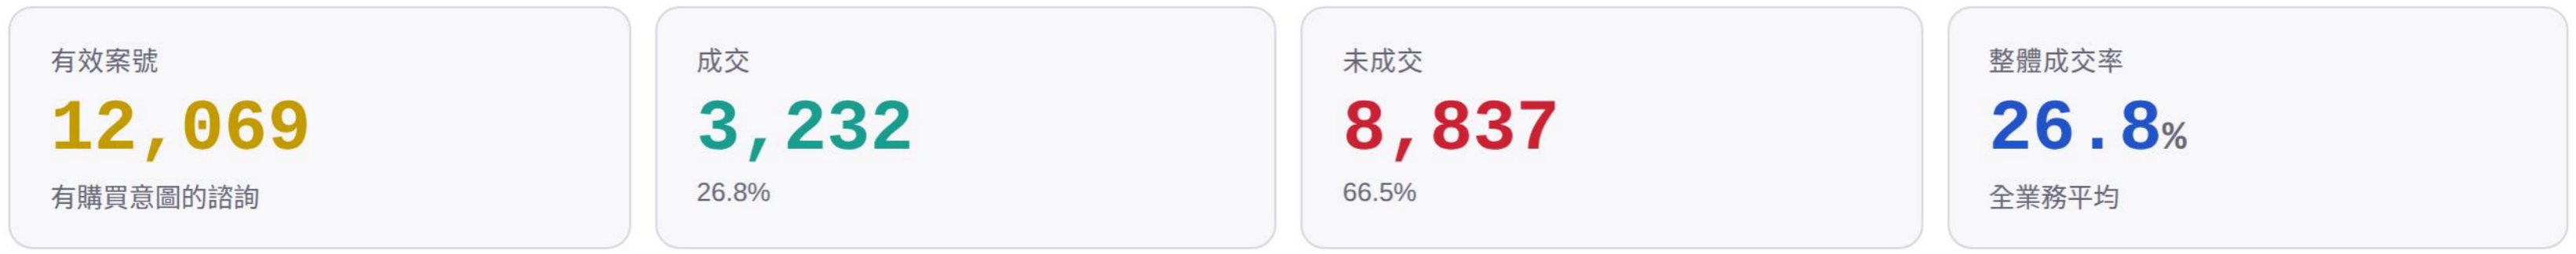 有效案號
12,069
有購買意圖的諮詢
成交
3,232
26.8%
未成交
8,837
66.5%
整體成交率
26.8%
全業務平均